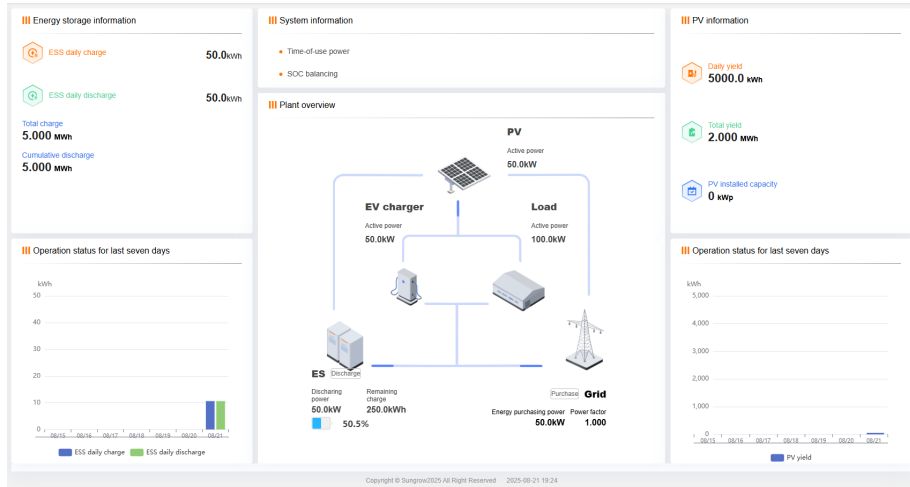 Energy storage information
ESS daily charge
50.0kWh
ESS daily discharge
50.0kWh
Total charge
5.000 MWh
Cumulative discharge
5.000 MWh
System information
Time-of-use power
SOC balancing
PV information
Daily yield
5000.0 kWh
Total yield
2.000 MWh
PV installed capacity
0 kWp
Plant overview
PV
Active power
50.0kW
EV charger
Active power
50.0kW
Load
Active power
100.0kW
ES Discharge
Discharing power
50.0kW
Remaining charge
250.0kWh
50.5%
Purchase Grid
Energy purchasing power
50.0kW
Power factor
1.000
Operation status for last seven days
kWh
50
40
30
20
10
0
08/15 08/16 08/17 08/18 08/19 08/20 08/21
ESS daily charge ESS daily discharge
Operation status for last seven days
kWh
5,000
4,000
3,000
2,000
1,000
0
08/15 08/16 08/17 08/18 08/19 08/20 08/21
PV yield
Copyright © Sungrow2025 All Right Reserved 2025-08-21 19:24